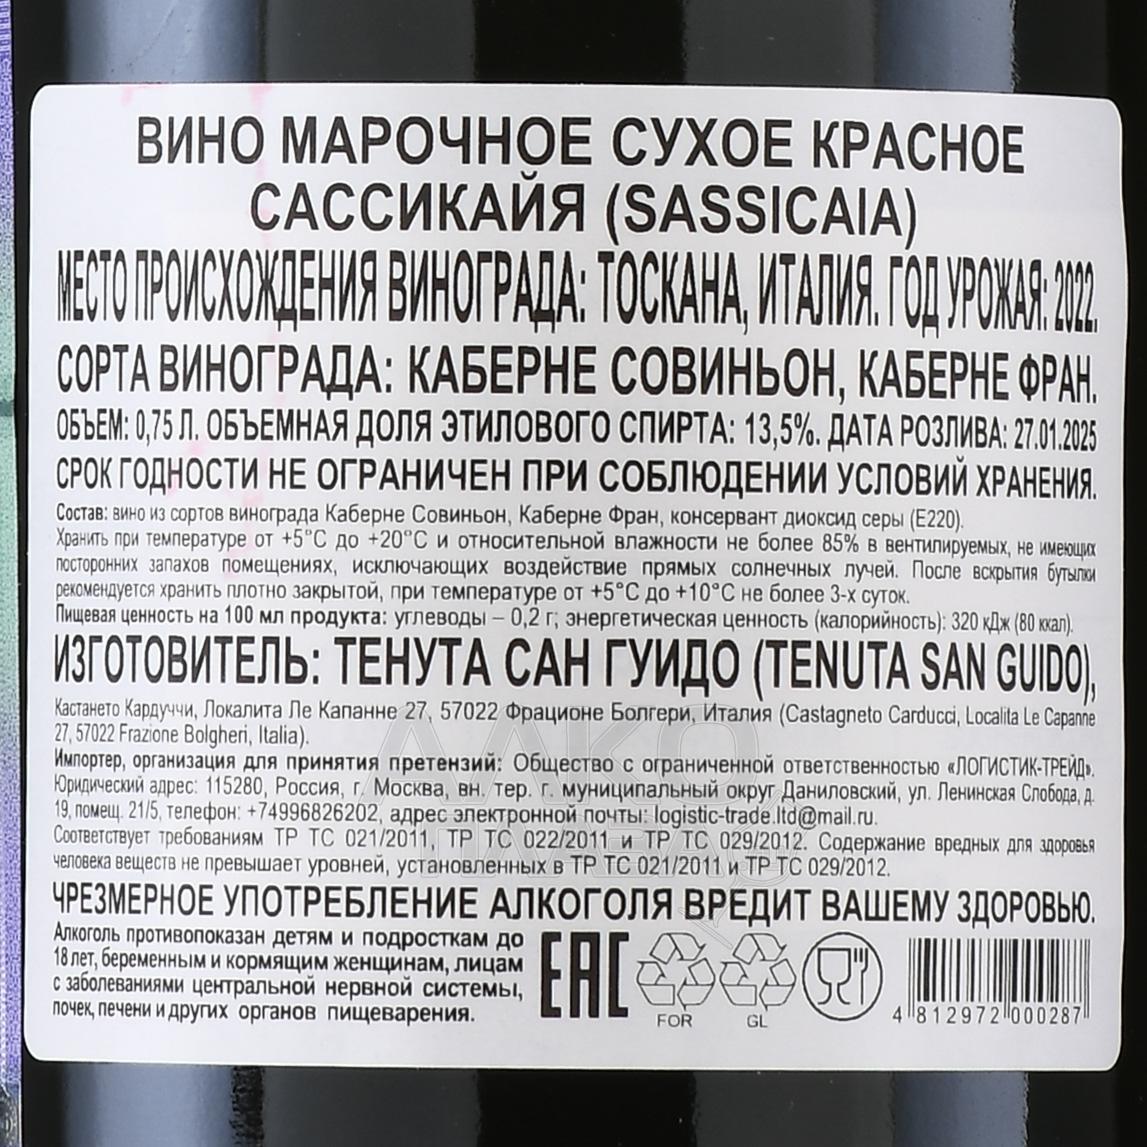 ВИНО МАРОЧНОЕ СУХОЕ КРАСНОЕ
САССИКАЙЯ (SASSICAIA)
МЕСТО ПРОИСХОЖДЕНИЯ ВИНОГРАДА: ТОСКАНА, ИТАЛИЯ. ГОД УРОЖАЯ: 2022.
СОРТА ВИНОГРАДА: КАБЕРНЕ СОВИНЬОН, КАБЕРНЕ ФРАН.
ОБЪЕМ: 0,75 Л. ОБЪЕМНАЯ ДОЛЯ ЭТИЛОВОГО СПИРТА: 13,5%. ДАТА РОЗЛИВА: 27.01.2025
СРОК ГОДНОСТИ НЕ ОГРАНИЧЕН ПРИ СОБЛЮДЕНИИ УСЛОВИЙ ХРАНЕНИЯ.
Состав: вино из сортов винограда Каберне Совиньон, Каберне Фран, консервант диоксид серы (Е220).
Хранить при температуре от +5°С до +20°С и относительной влажности не более 85% в вентилируемых, не имеющих
посторонних запахов помещениях, исключающих воздействие прямых солнечных лучей. После вскрытия бутылки
рекомендуется хранить плотно закрытой, при температуре от +5°С до +10°С не более 3-х суток.
Пищевая ценность на 100 мл продукта: углеводы – 0,2 г; энергетическая ценность (калорийность): 320 кДж (80 ккал).
ИЗГОТОВИТЕЛЬ: ТЕНУТА САН ГУИДО (TENUTA SAN GUIDO),
Кастането Кардуччи, Локалита Ле Капанне 27, 57022 Фрационе Болгери, Италия (Castagneto Carducci, Localita Le Capanne
27, 57022 Frazione Bolgheri, Italia).
Импортер, организация для принятия претензий: Общество с ограниченной ответственностью «ЛОГИСТИК-ТРЕЙД».
Юридический адрес: 115280, Россия, г. Москва, вн. тер. г. муниципальный округ Даниловский, ул. Ленинская Слобода, д.
19, помещ. 21/5, телефон: +74996826202, адрес электронной почты: logistic-trade.ltd@mail.ru.
Соответствует требованиям ТР ТС 021/2011, ТР ТС 022/2011 и ТР ТС 029/2012. Содержание вредных для здоровья
человека веществ не превышает уровней, установленных в ТР ТС 021/2011 и ТР ТС 029/2012.
ЧРЕЗМЕРНОЕ УПОТРЕБЛЕНИЕ АЛКОГОЛЯ ВРЕДИТ ВАШЕМУ ЗДОРОВЬЮ.
Алкоголь противопоказан детям и подросткам до
18 лет, беременным и кормящим женщинам, лицам
с заболеваниями центральной нервной системы,
почек, печени и других органов пищеварения.
EAC
FOR
GL
4 812972 000287